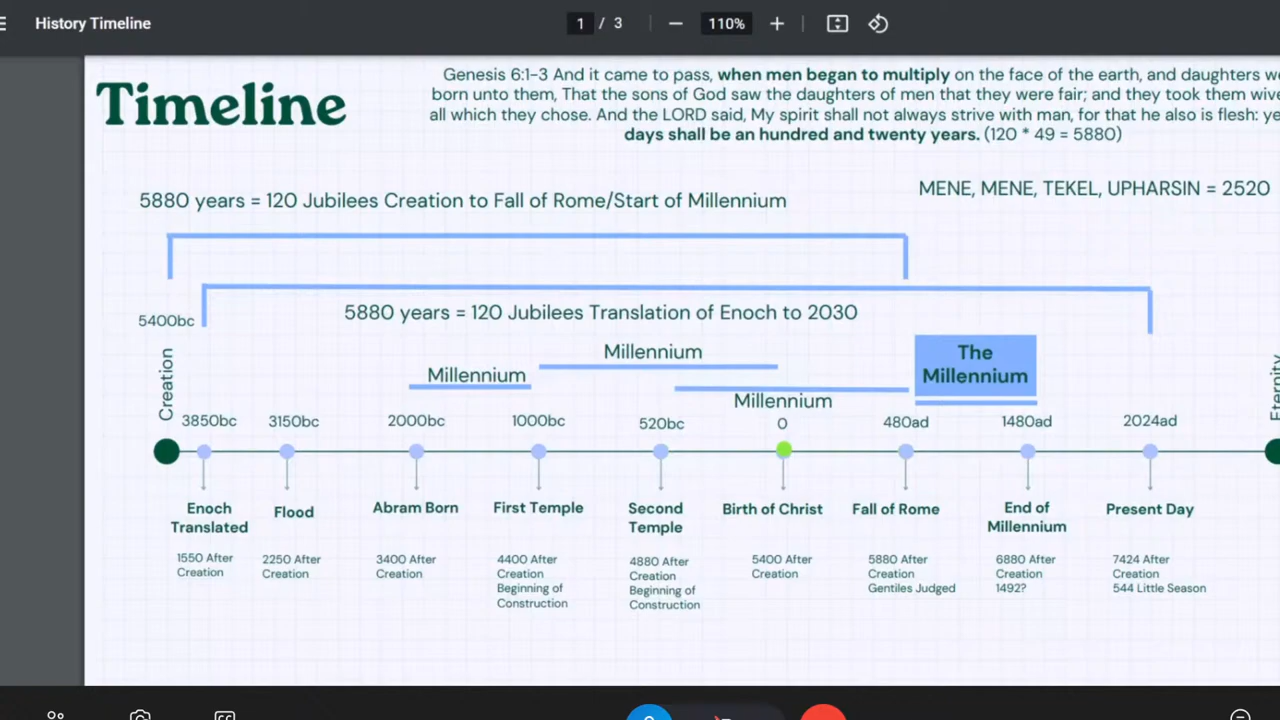 History Timeline
1 / 3
110%
Timeline
Genesis 6:1-3 And it came to pass, when men began to multiply on the face of the earth, and daughters
born unto them, That the sons of God saw the daughters of men that they were fair; and they took them
all which they chose. And the LORD said, My spirit shall not always strive with man, for that he also is flesh:
days shall be an hundred and twenty years. (120 * 49 = 5880)
MENE, MENE, TEKEL, UPHARSIN = 2520
5880 years = 120 Jubilees Creation to Fall of Rome/Start of Millennium
5880 years = 120 Jubilees Translation of Enoch to 2030
5400bc
Creation
Millennium
Millennium
Millennium
The
Millennium
Eternity
3850bc
3150bc
2000bc
1000bc
520bc
0
480ad
1480ad
2024ad
Enoch
Translated
1550 After
Creation
Flood
2250 After
Creation
Abram Born
3400 After
Creation
First Temple
4400 After
Creation
Beginning of
Construction
Second
Temple
4880 After
Creation
Beginning of
Construction
Birth of Christ
5400 After
Creation
Fall of Rome
5880 After
Creation
Gentiles Judged
End of
Millennium
6880 After
Creation
1492?
Present Day
7424 After
Creation
544 Little Season